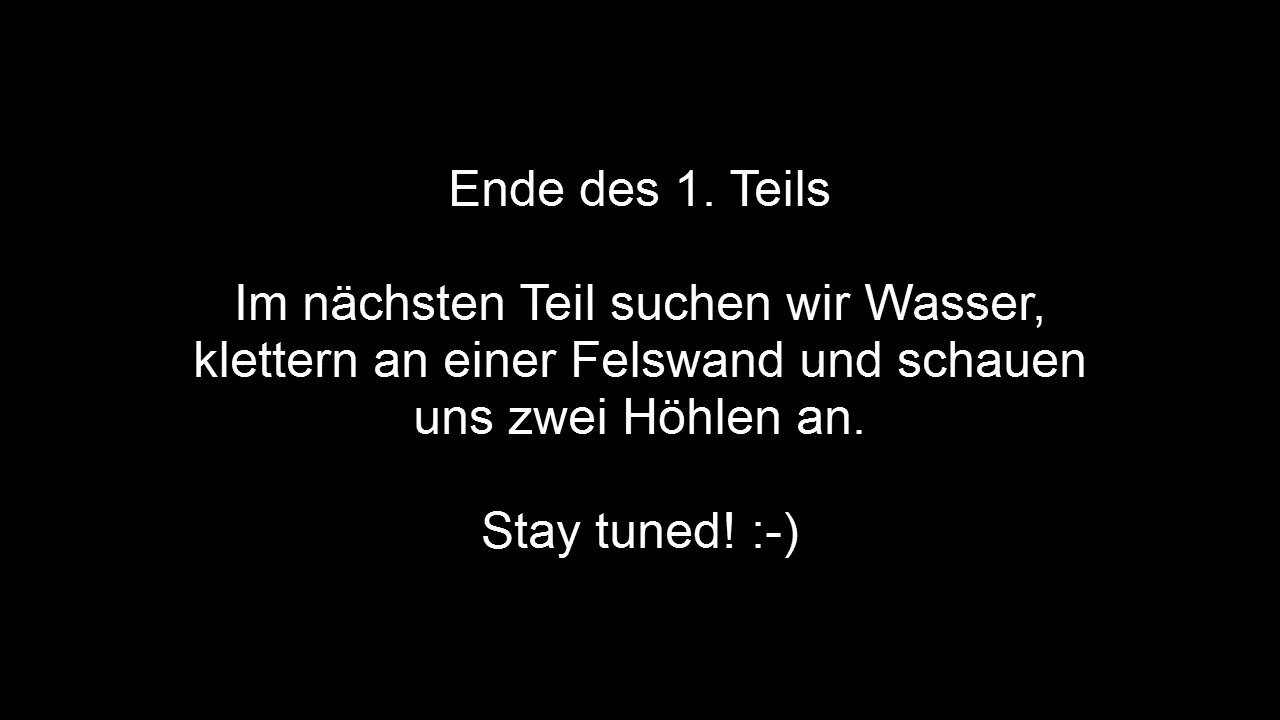 Ende des 1. Teils
Im nächsten Teil suchen wir Wasser,
klettern an einer Felswand und schauen
uns zwei Höhlen an.
Stay tuned! :-)